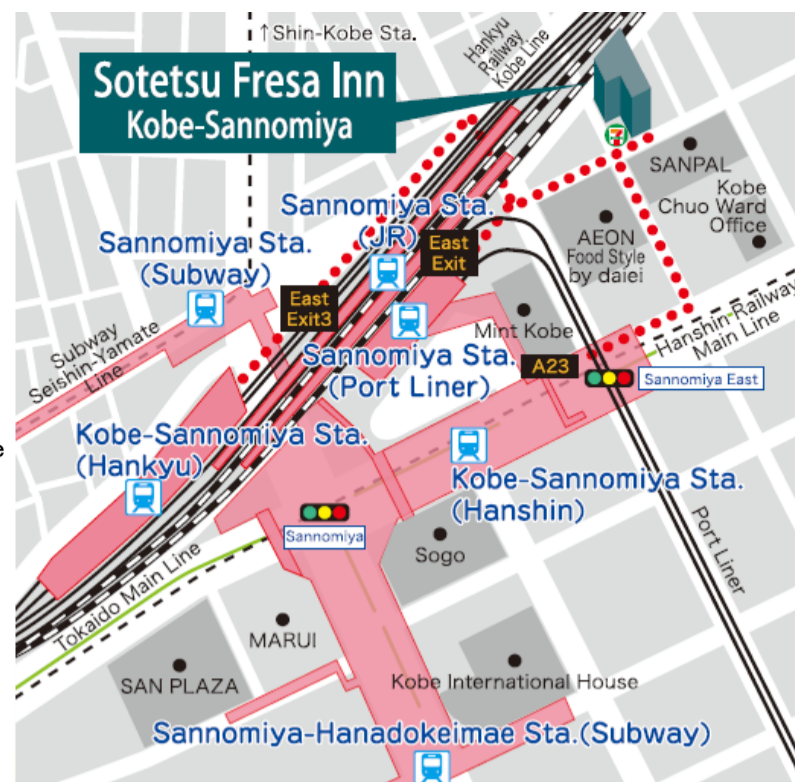 ↑Shin-Kobe Sta.
Hankyu
Railway
Kobe Line
Sotetsu Fresa Inn
Kobe-Sannomiya
7
SANPAL
Kobe
Chuo Ward
Office
Sannomiya Sta.
(JR)
East
Exit
AEON
Food Style
by daiei
Sannomiya Sta.
(Subway)
East
Exit3
Subway
Seishin-Yamate
Line
Mint Kobe
Hanshin Railway
Main Line
Sannomiya Sta.
(Port Liner)
A23
Sannomiya East
Kobe-Sannomiya Sta.
(Hankyu)
e
Kobe-Sannomiya Sta.
(Hanshin)
Sannomiya
Sogo
Port Liner
Tokaido Main Line
MARUI
SAN PLAZA
Kobe International House
Sannomiya-Hanadokeimae Sta.(Subway)